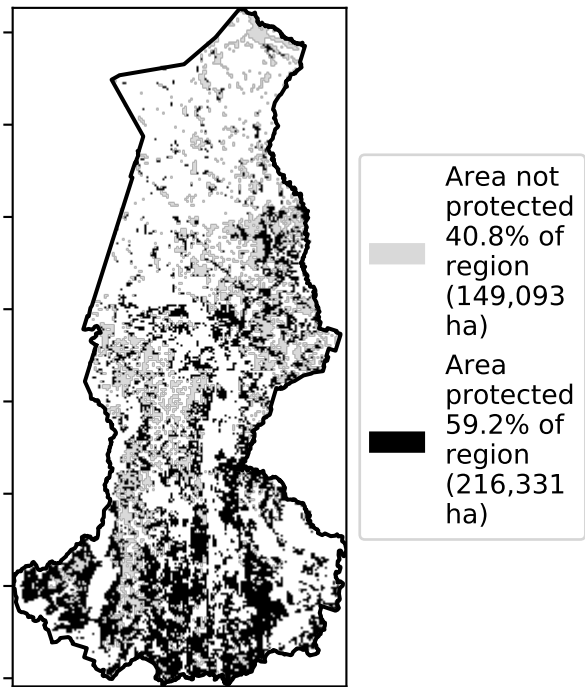 Area not
protected
40.8% of
region
(149,093
ha)
Area
protected
59.2% of
region
(216,331
ha)